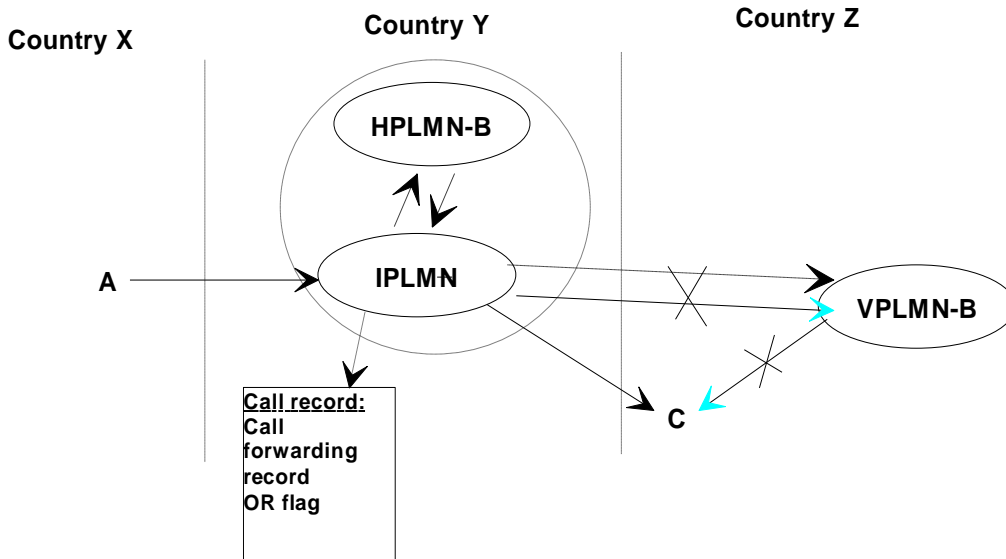 Country X
Country Y
Country Z
HPLMN-B
A
IPLMN
VPLMN-B
C
Call record:
Call
forwarding
record
OR flag